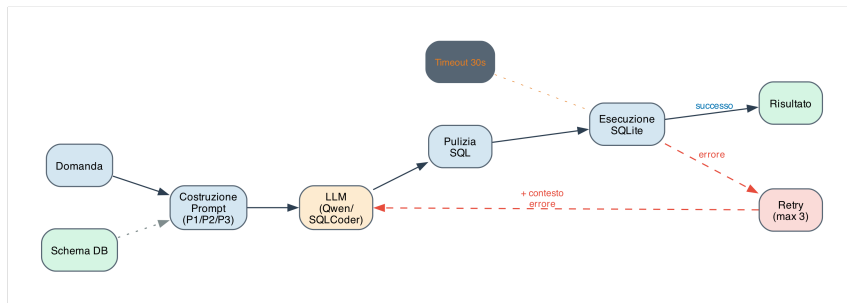 Domanda
Schema DB
Costruzione
Prompt
(P1/P2/P3)
LLM
(Qwen/
SQLCoder)
Pulizia
SQL
Timeout 30s
Esecuzione
SQLite
successo
Risultato
errore
Retry
(max 3)
+ contesto
errore